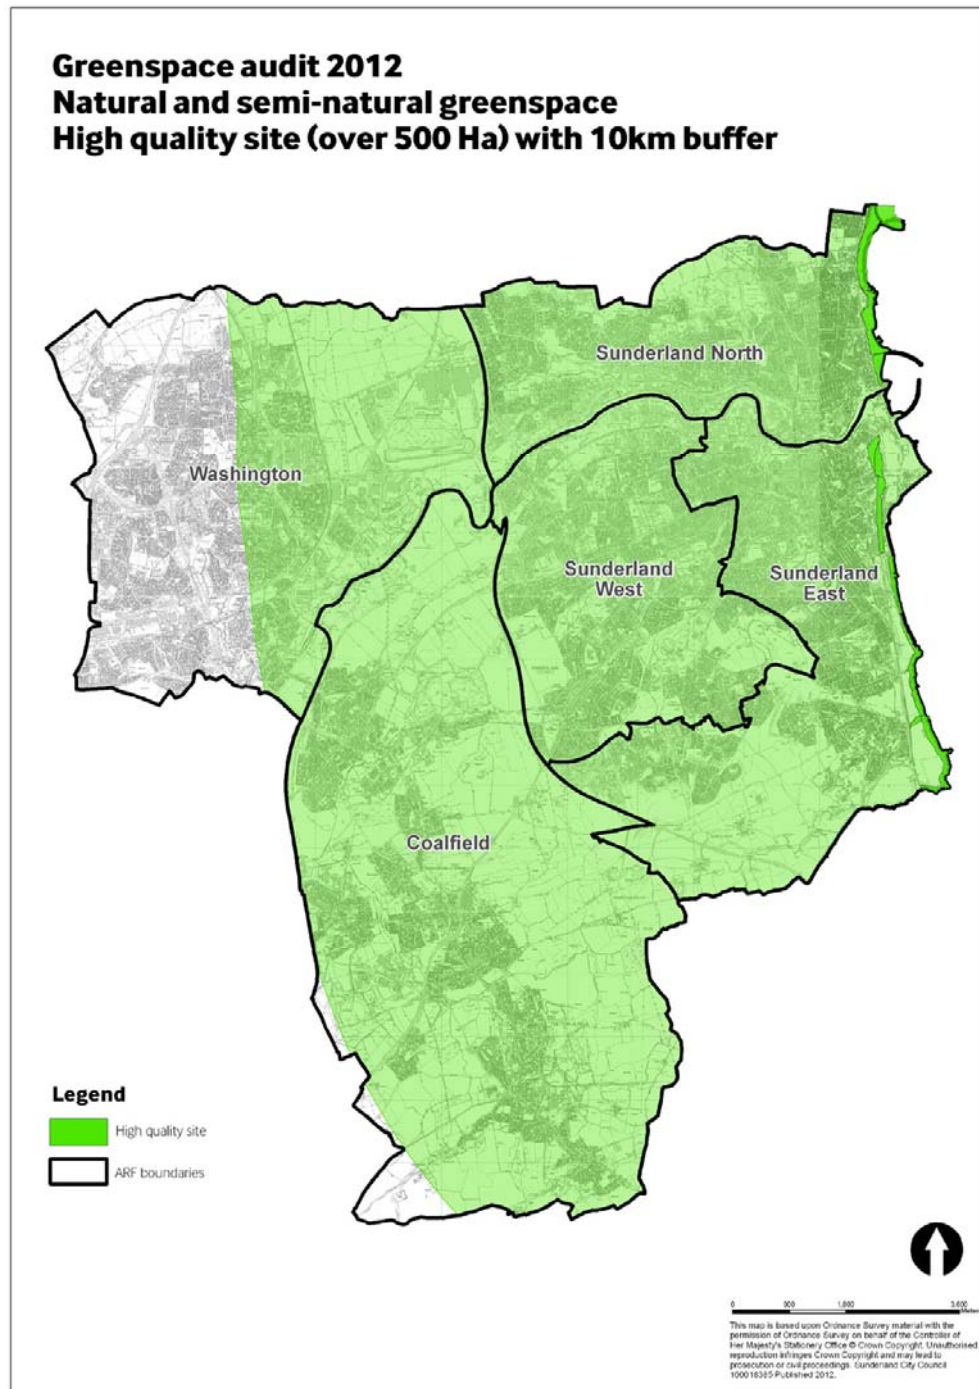 Greenspace audit 2012
Natural and semi-natural greenspace
High quality site (over 500 Ha) with 10km buffer
Sunderland North
Washington
Sunderland
West
Sunderland
East
Coalfield
Legend
High quality site
ARF boundaries
0 900 1,800 3,600
This map is based upon Ordnance Survey material with the
permission of Ordnance Survey on behalf of the Controller of
Her Majesty's Stationery Office © Crown Copyright. Unauthorised
reproduction infringes Crown Copyright and may lead to
prosecution or civil proceedings. Sunderland City Council
100018385 Published 2012.